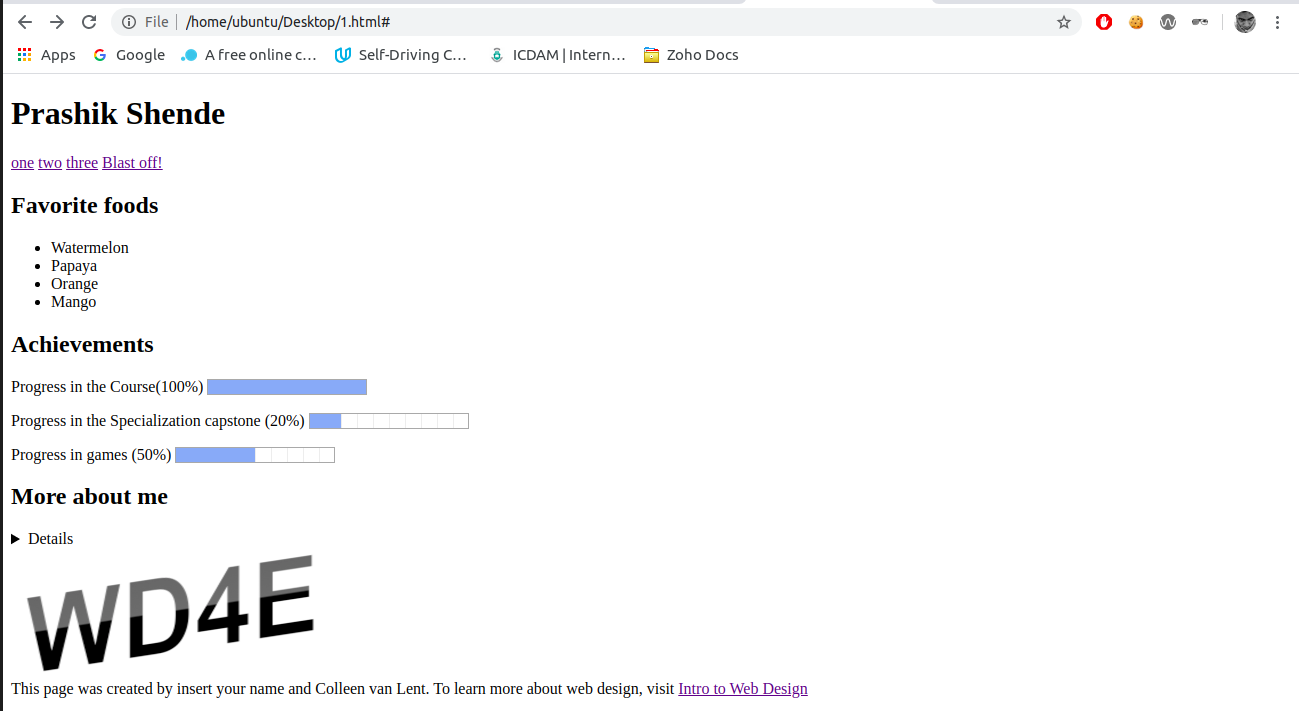 File | /home/ubuntu/Desktop/1.html#
Apps Google A free online c... Self-Driving C... ICDAM | Intern... Zoho Docs
Prashik Shende
one two three Blast off!
Favorite foods
• Watermelon
• Papaya
• Orange
• Mango
Achievements
Progress in the Course(100%)
Progress in the Specialization capstone (20%)
Progress in games (50%)
More about me
Details
WD4E
This page was created by insert your name and Colleen van Lent. To learn more about web design, visit Intro to Web Design